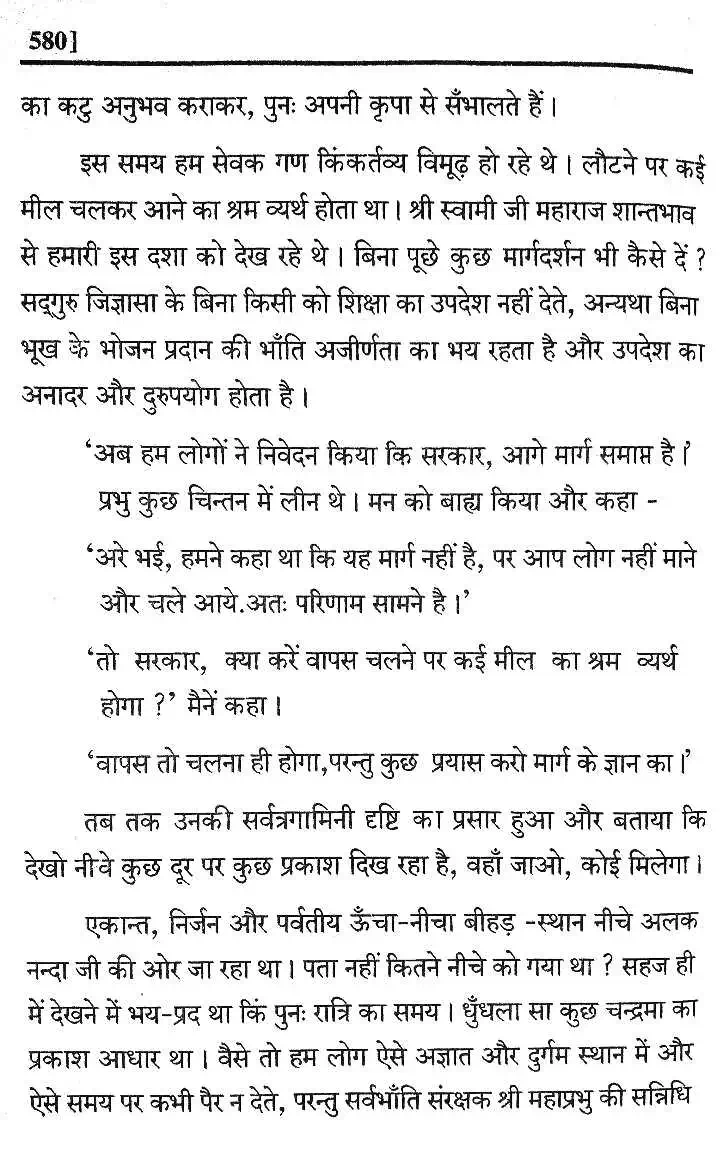 580]
का कटु अनुभव कराकर, पुनः अपनी कृपा से सँभालते हैं।
इस समय हम सेवक गण किंकर्तव्य विमूढ़ हो रहे थे। लौटने पर कई
मील चलकर आने का श्रम व्यर्थ होता था। श्री स्वामी जी महाराज शान्तभाव
से हमारी इस दशा को देख रहे थे। बिना पूछे कुछ मार्गदर्शन भी कैसे दें ?
सद्‌गुरु जिज्ञासा के बिना किसी को शिक्षा का उपदेश नहीं देते, अन्यथा बिना
भूख के भोजन प्रदान की भाँति अजीर्णता का भय रहता है और उपदेश का
अनादर और दुरुपयोग होता है।
‘अब हम लोगों ने निवेदन किया कि सरकार, आगे मार्ग समाप्त है।’
प्रभु कुछ चिन्तन में लीन थे। मन को बाह्य किया और कहा -
‘अरे भई, हमने कहा था कि यह मार्ग नहीं है, पर आप लोग नहीं माने
और चले आये.अतः परिणाम सामने है।’
‘तो सरकार, क्या करें वापस चलने पर कई मील का श्रम व्यर्थ
होगा ?’ मैनें कहा।
‘वापस तो चलना ही होगा,परन्तु कुछ प्रयास करो मार्ग के ज्ञान का।’
तब तक उनकी सर्वत्रगामिनी दृष्टि का प्रसार हुआ और बताया कि
देखो नीवे कुछ दूर पर कुछ प्रकाश दिख रहा है, वहाँ जाओ, कोई मिलेगा।
एकान्त, निर्जन और पर्वतीय ऊँचा-नीचा बीहड़ -स्थान नीचे अलक
नन्दा जी की ओर जा रहा था। पता नहीं कितने नीचे को गया था ? सहज ही
में देखने में भय-प्रद था किं पुनः रात्रि का समय। धुँधला सा कुछ चन्द्रमा का
प्रकाश आधार था। वैसे तो हम लोग ऐसे अज्ञात और दुर्गम स्थान में और
ऐसे समय पर कभी पैर न देते, परन्तु सर्वभाँति संरक्षक श्री महाप्रभु की सन्निधि